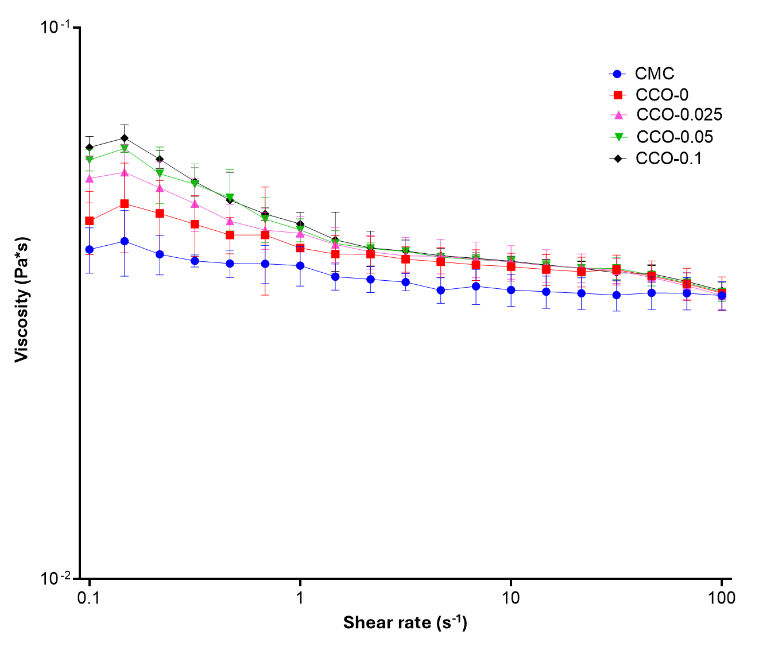 10⁻¹
CMC
CCO-0
CCO-0.025
CCO-0.05
CCO-0.1
Viscosity (Pa*s)
10⁻²
0.1 1 10 100
Shear rate (s⁻¹)